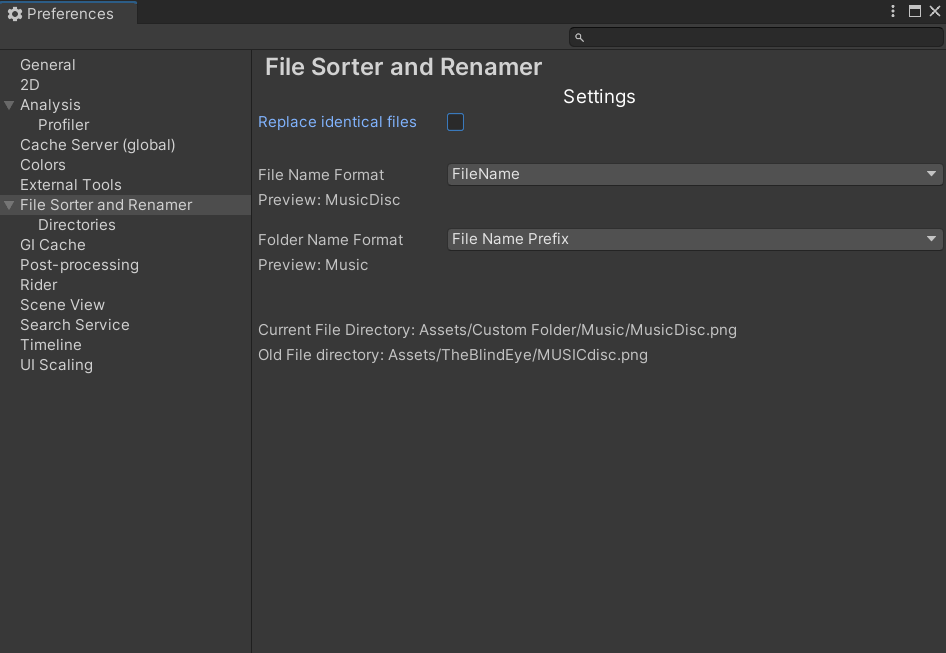 Preferences
General
2D
Analysis
Profiler
Cache Server (global)
Colors
External Tools
File Sorter and Renamer
Directories
GI Cache
Post-processing
Rider
Scene View
Search Service
Timeline
UI Scaling
File Sorter and Renamer
Settings
Replace identical files
File Name Format FileName
Preview: MusicDisc
Folder Name Format File Name Prefix
Preview: Music
Current File Directory: Assets/Custom Folder/Music/MusicDisc.png
Old File directory: Assets/TheBlindEye/MUSICdisc.png